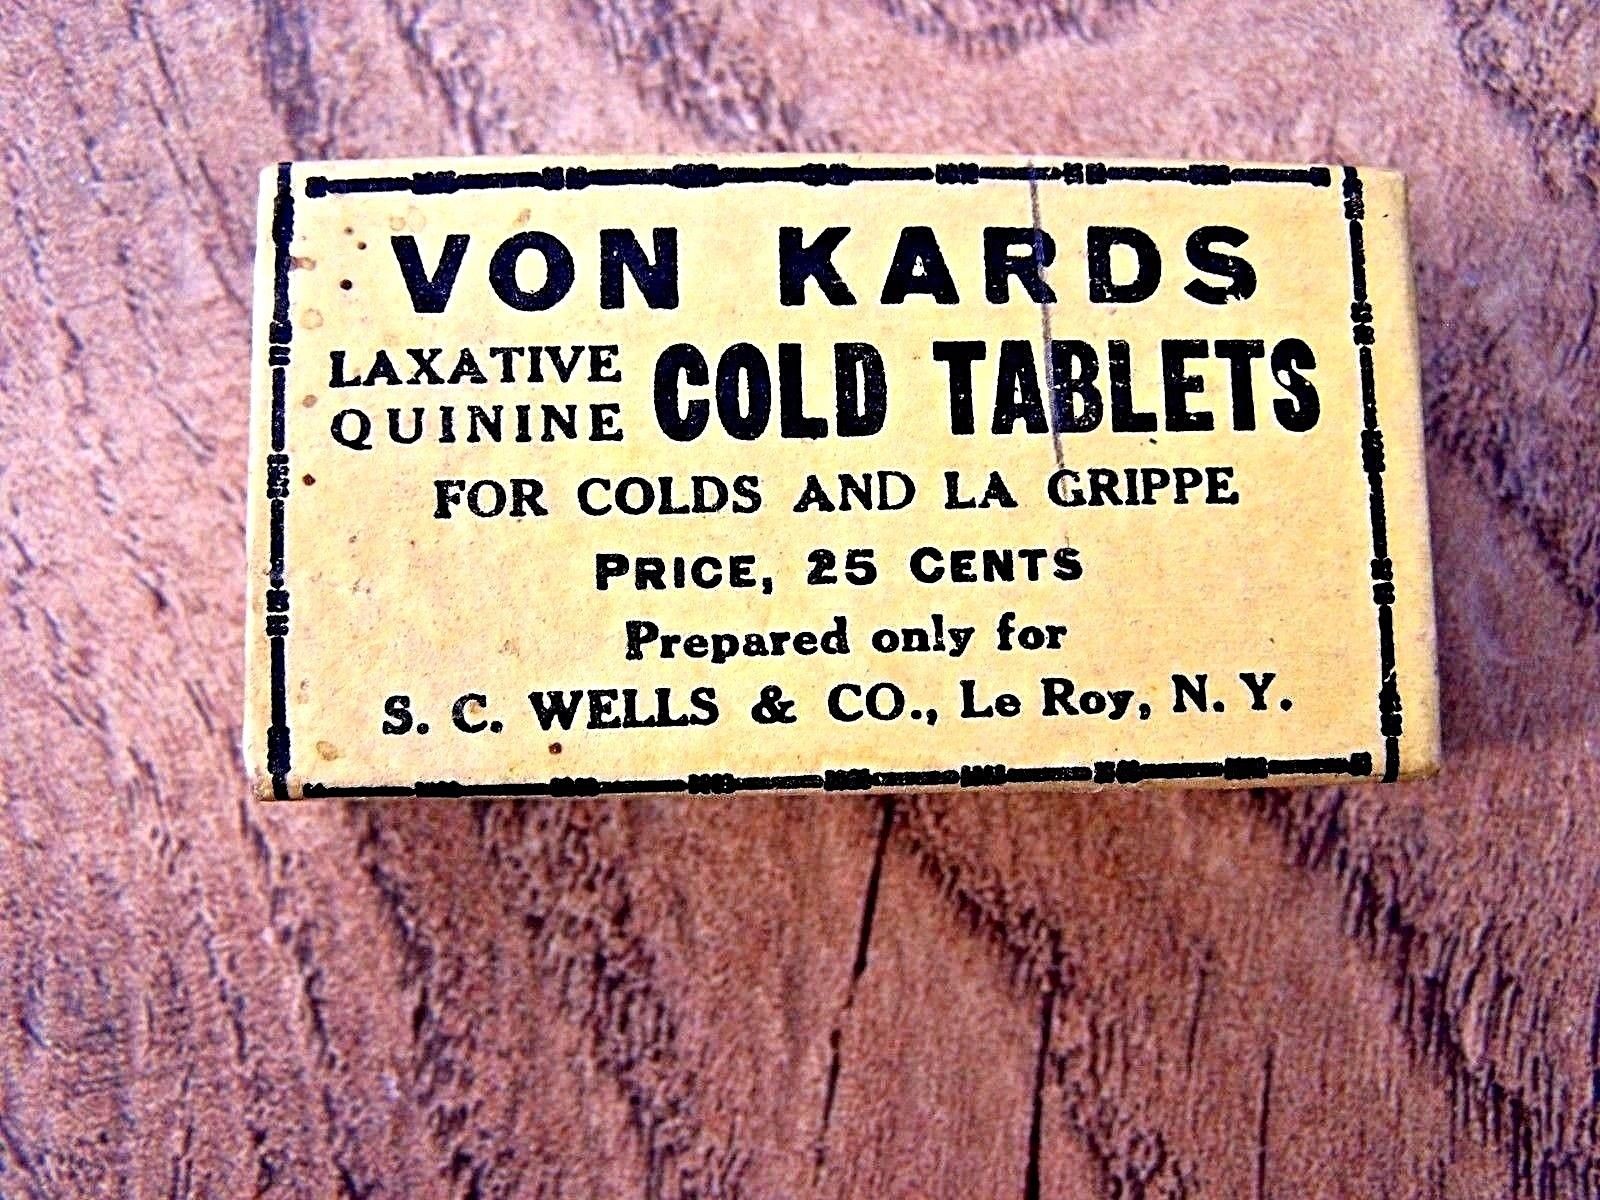 VON KARDS
LAXATIVE QUININE COLD TABLETS
FOR COLDS AND LA GRIPPE
PRICE, 25 CENTS
Prepared only for
S. C. WELLS & CO., Le Roy, N. Y.